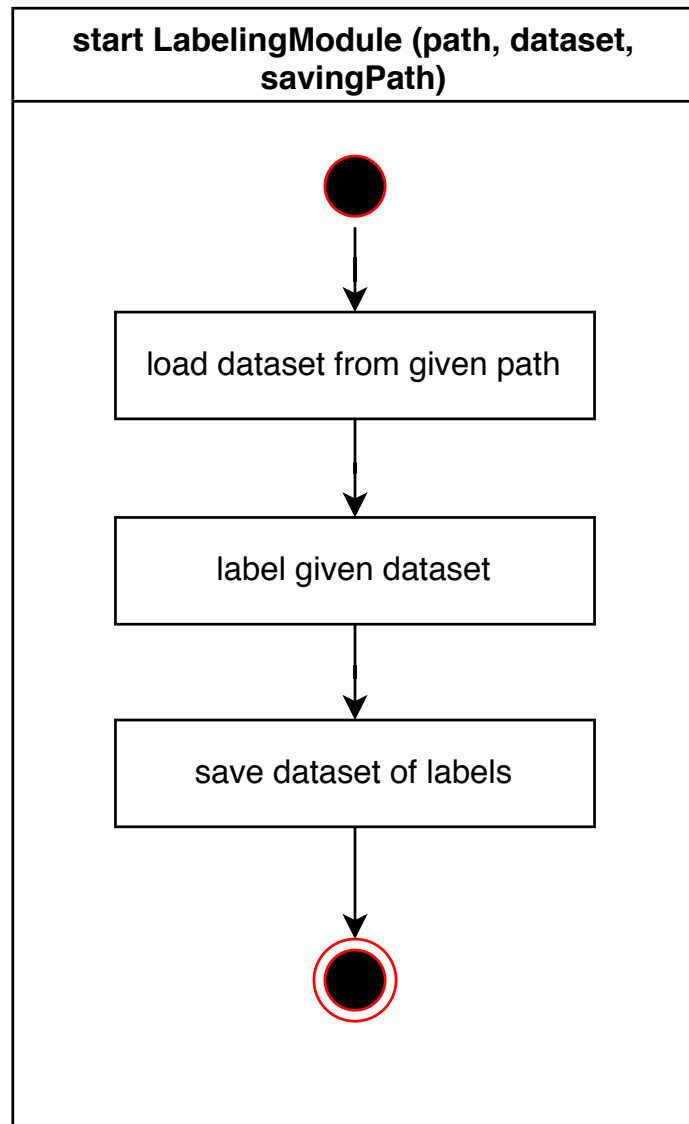 start LabelingModule (path, dataset,
savingPath)
load dataset from given path
label given dataset
save dataset of labels